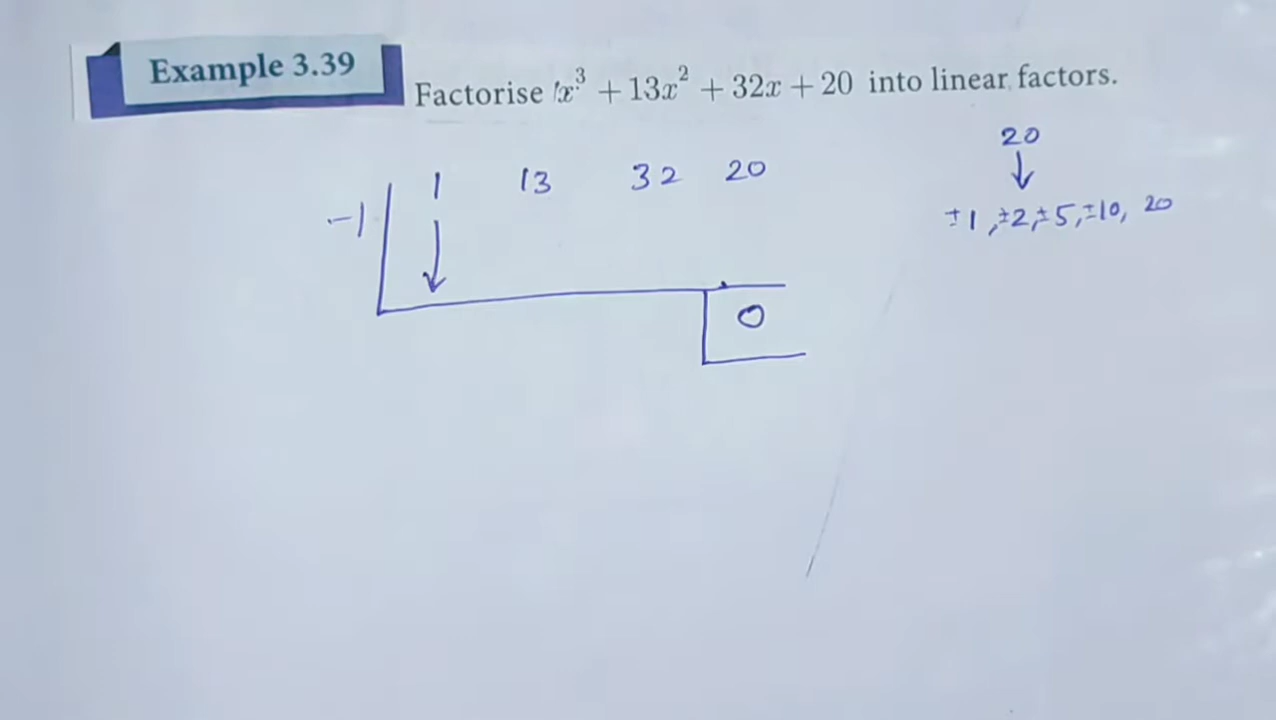 Example 3.39
Factorise x³ + 13x² + 32x + 20 into linear factors.
20
↓
1 13 32 20
-1
±1, ±2, ±5, ±10, 20
0